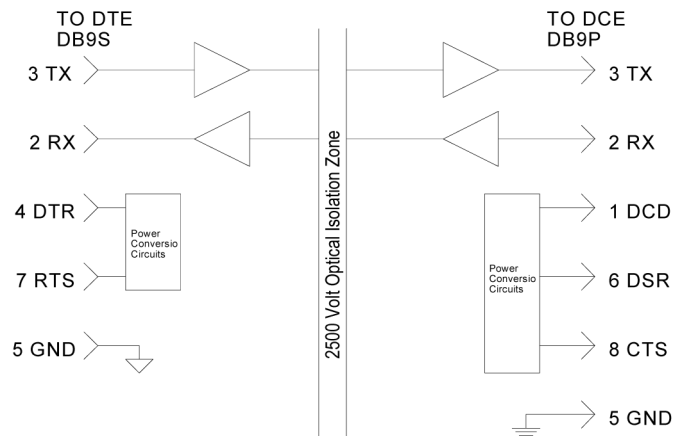 TO DTE
DB9S
TO DCE
DB9P
3 TX
3 TX
2 RX
2 RX
2500 Volt Optical Isolation Zone
4 DTR
1 DCD
Power
Conversio
Circuits
7 RTS
Power
Conversio
Circuits
6 DSR
5 GND
8 CTS
5 GND